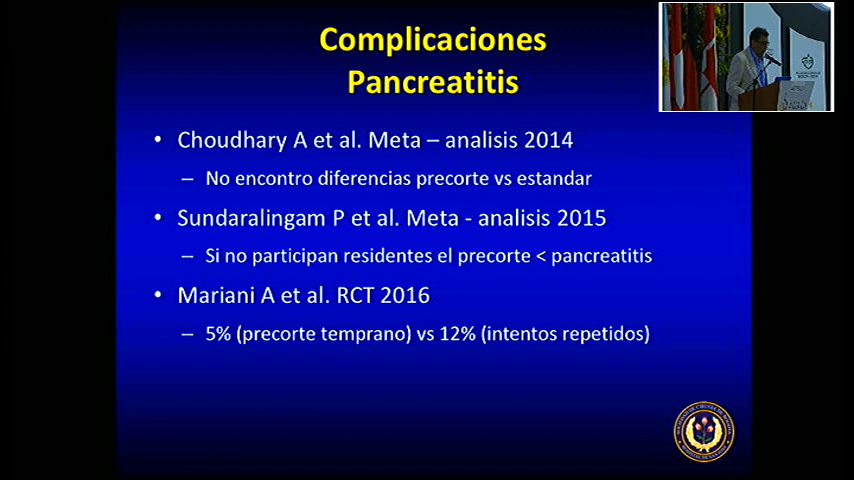 Complicaciones
Pancreatitis
• Choudhary A et al. Meta – analisis 2014
– No encontro diferencias precorte vs estandar
• Sundaralingam P et al. Meta - analisis 2015
– Si no participan residentes el precorte < pancreatitis
• Mariani A et al. RCT 2016
– 5% (precorte temprano) vs 12% (intentos repetidos)